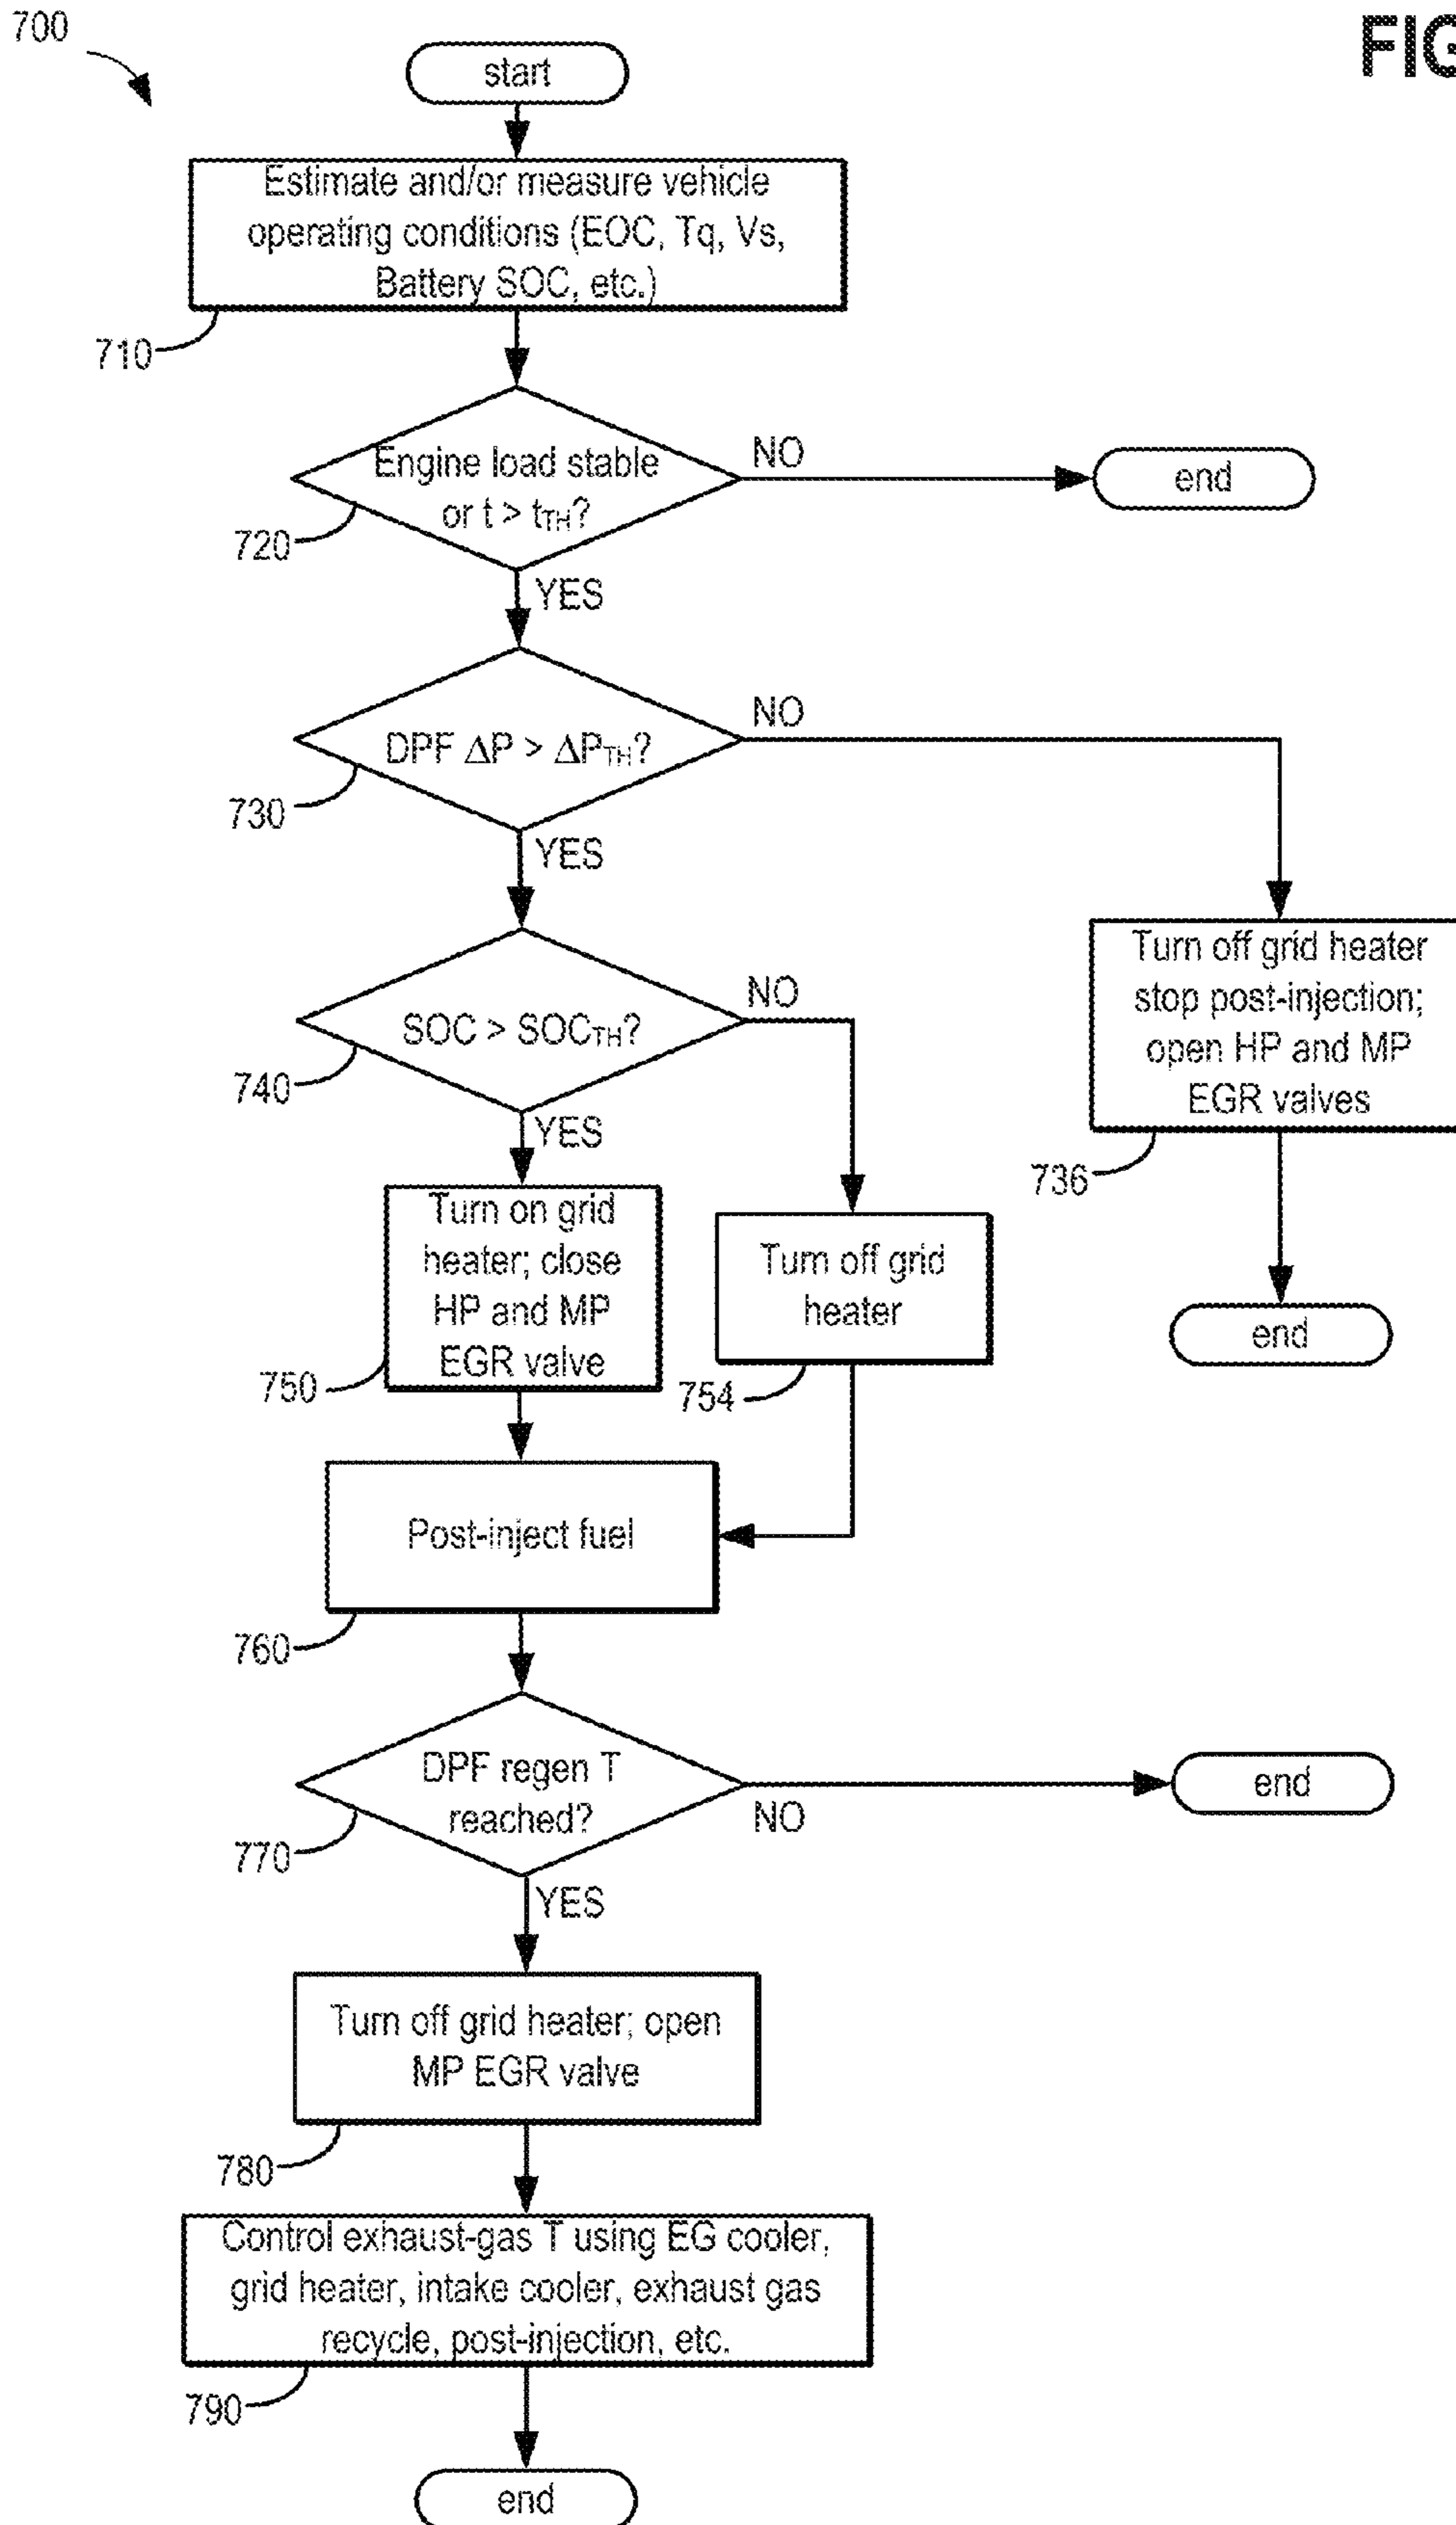 700
FIG
start
Estimate and/or measure vehicle
operating conditions (EOC, Tq, Vs,
Battery SOC, etc.)
710
Engine load stable
or t > tTH?
NO
end
720
YES
DPF ΔP > ΔPTH?
NO
730
YES
Turn off grid heater
stop post-injection;
open HP and MP
EGR valves
736
end
SOC > SOCTH?
NO
740
YES
Turn on grid
heater; close
HP and MP
EGR valve
750
Turn off grid
heater
754
Post-inject fuel
760
DPF regen T
reached?
NO
end
770
YES
Turn off grid heater; open
MP EGR valve
780
Control exhaust-gas T using EG cooler,
grid heater, intake cooler, exhaust gas
recycle, post-injection, etc.
790
end